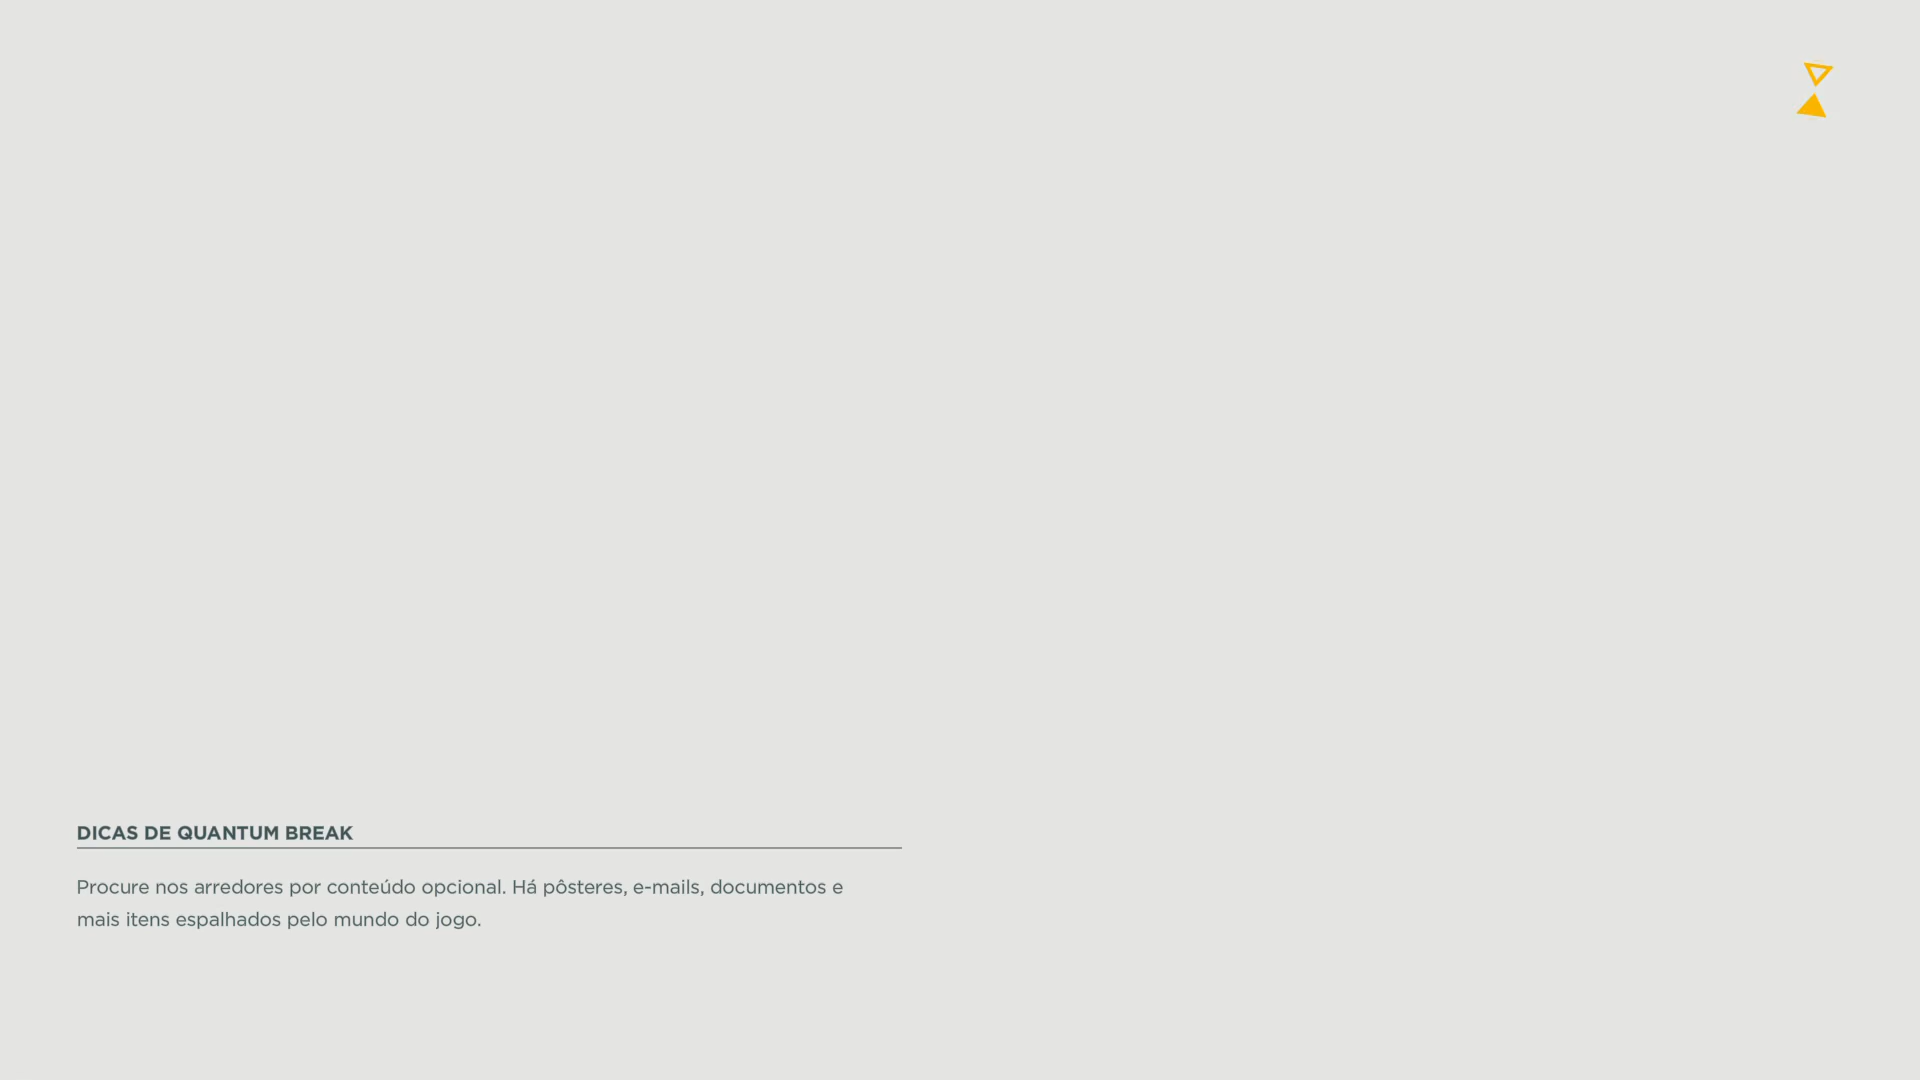 DICAS DE QUANTUM BREAK
Procure nos arredores por conteúdo opcional. Há pôsteres, e-mails, documentos e
mais itens espalhados pelo mundo do jogo.